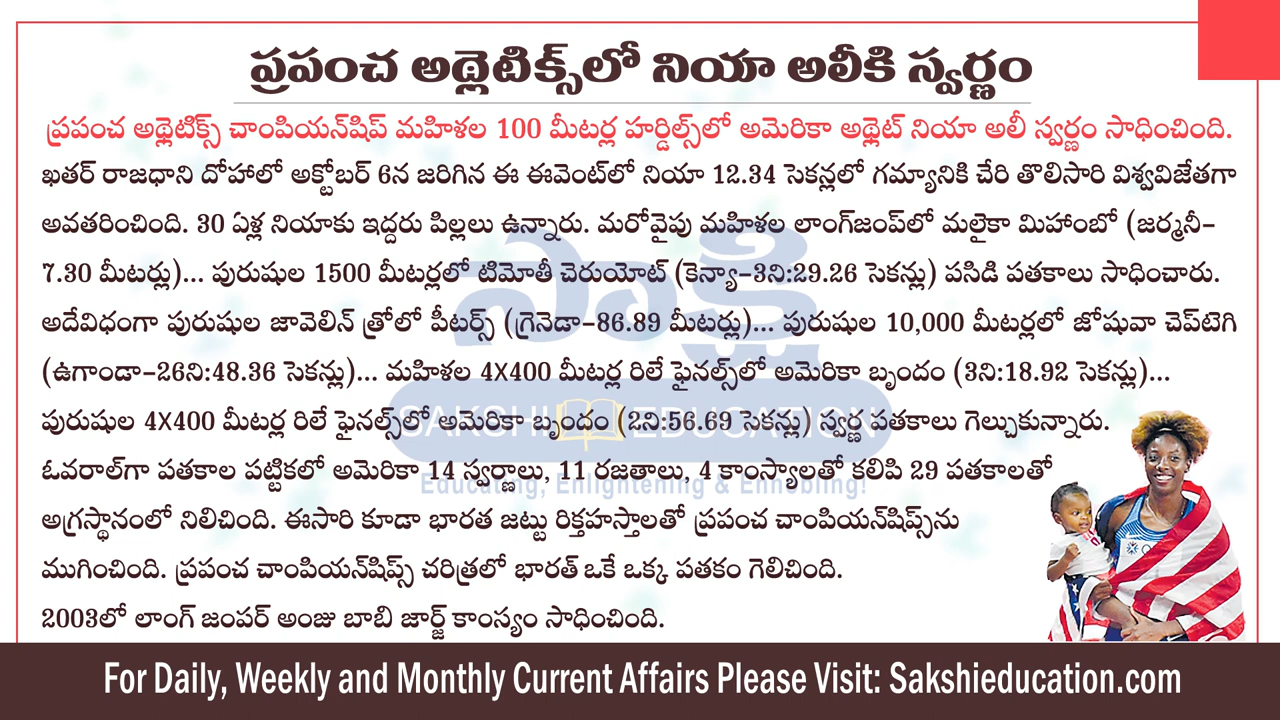 ప్రపంచ అథ్లెటిక్స్‌లో నియా అలీకి స్వర్ణం
ప్రపంచ అథ్లెటిక్స్ చాంపియన్‌షిప్ మహిళల 100 మీటర్ల హర్డిల్స్‌లో అమెరికా అథ్లెట్ నియా అలీ స్వర్ణం సాధించింది.
ఖతర్ రాజధాని దోహాలో అక్టోబర్ 6న జరిగిన ఈ ఈవెంట్‌లో నియా 12.34 సెకన్లలో గమ్యానికి చేరి తొలిసారి విశ్వవిజేతగా
అవతరించింది. 30 ఏళ్ల నియాకు ఇద్దరు పిల్లలు ఉన్నారు. మరోవైపు మహిళల లాంగ్‌జంప్‌లో మలైకా మిహాంబో (జర్మనీ-
7.30 మీటర్లు)... పురుషుల 1500 మీటర్లలో టిమోతీ చెరుయోట్ (కెన్యా-3ని:29.26 సెకన్లు) పసిడి పతకాలు సాధించారు.
అదేవిధంగా పురుషుల జావెలిన్ త్రోలో పీటర్స్ (గ్రెనెడా-86.89 మీటర్లు)... పురుషుల 10,000 మీటర్లలో జోషువా చెప్‌టెగి
(ఉగాండా-26ని:48.36 సెకన్లు)... మహిళల 4X400 మీటర్ల రిలే ఫైనల్స్‌లో అమెరికా బృందం (3ని:18.92 సెకన్లు)...
పురుషుల 4X400 మీటర్ల రిలే ఫైనల్స్‌లో అమెరికా బృందం (2ని:56.69 సెకన్లు) స్వర్ణ పతకాలు గెల్చుకున్నారు.
ఓవరాల్‌గా పతకాల పట్టికలో అమెరికా 14 స్వర్ణాలు, 11 రజతాలు, 4 కాంస్యాలతో కలిపి 29 పతకాలతో
అగ్రస్థానంలో నిలిచింది. ఈసారి కూడా భారత జట్టు రిక్తహస్తాలతో ప్రపంచ చాంపియన్‌షిప్స్‌ను
ముగించింది. ప్రపంచ చాంపియన్‌షిప్స్ చరిత్రలో భారత్ ఒకే ఒక్క పతకం గెలిచింది.
2003లో లాంగ్ జంపర్ అంజు బాబి జార్జ్ కాంస్యం సాధించింది.
సాక్షి
SAKSHI EDUCATION
Educating, Enlightening & Ennobling!
For Daily, Weekly and Monthly Current Affairs Please Visit: Sakshieducation.com